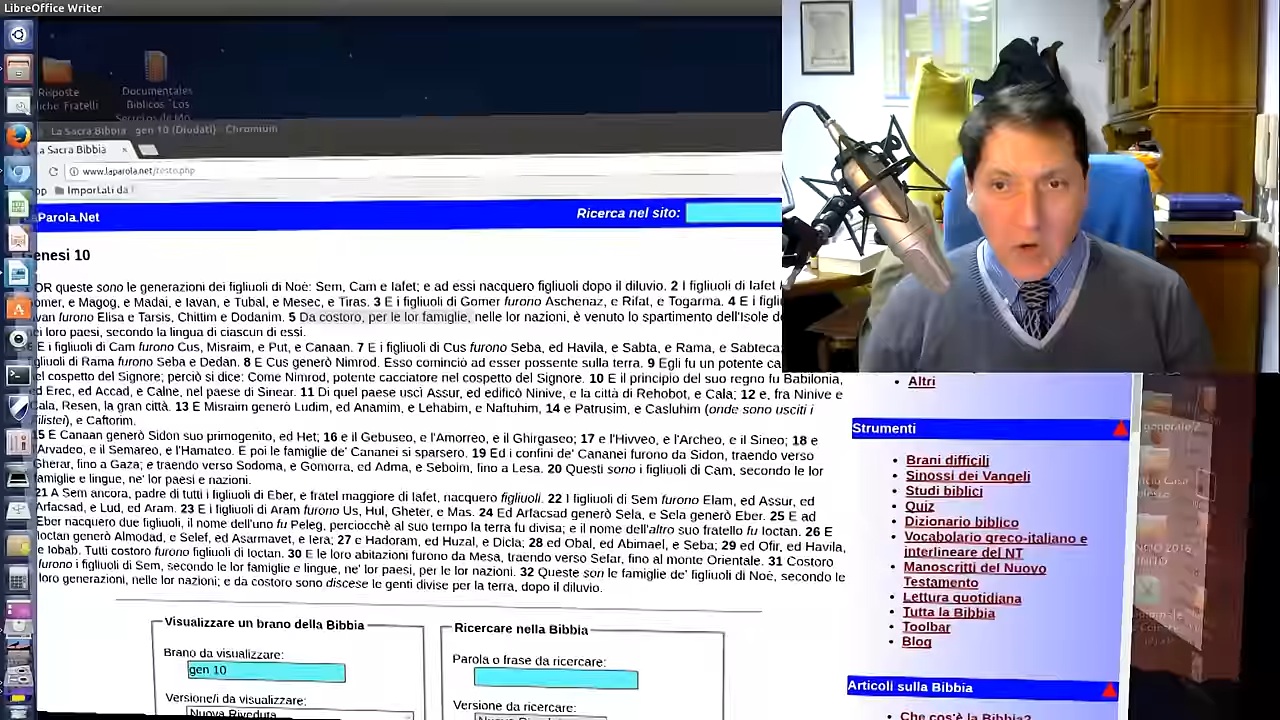 LibreOffice Writer
Risposte
Documentales
Biblicos "Los
liche Fratelli
La Sacra Bibbia gen 10 (Diodati) - Chromium
a Sacra Bibbia
www.laparola.net/testo.php
Importati da
aParola.Net
Ricerca nel sito:
enesi 10
OR queste sono le generazioni dei figliuoli di Noè: Sem, Cam e Iafet; e ad essi nacquero figliuoli dopo il diluvio. 2 I figliuoli di Iafet
omer, e Magog, e Madai, e Iavan, e Tubal, e Mesec, e Tiras. 3 E i figliuoli di Gomer furono Aschenaz, e Rifat, e Togarma. 4 E i figli
van furono Elisa e Tarsis, Chittim e Dodanim. 5 Da costoro, per le lor famiglie, nelle lor nazioni, è venuto lo spartimento dell'Isole de
ei loro paesi, secondo la lingua di ciascun di essi.
E i figliuoli di Cam furono Cus, Misraim, e Put, e Canaan. 7 E i figliuoli di Cus furono Seba, ed Havila, e Sabta, e Rama, e Sabteca;
gliuoli di Rama furono Seba e Dedan. 8 E Cus generò Nimrod. Esso cominciò ad esser possente sulla terra. 9 Egli fu un potente ca
el cospetto del Signore; perciò si dice: Come Nimrod, potente cacciatore nel cospetto del Signore. 10 E il principio del suo regno fu Babilonia,
ed Erec, ed Accad, e Calne, nel paese di Sinear. 11 Di quel paese uscì Assur, ed edificò Ninive, e la città di Rehobot, e Cala; 12 e, fra Ninive e
Cala, Resen, la gran città. 13 E Misraim generò Ludim, ed Anamim, e Lehabim, e Naftuhim, 14 e Patrusim, e Casluhim (onde sono usciti i
Filistei), e Caftorim.
15 E Canaan generò Sidon suo primogenito, ed Het; 16 e il Gebuseo, e l'Amorreo, e il Ghirgaseo; 17 e l'Hivveo, e l'Archeo, e il Sineo; 18 e
Arvadeo, e il Semareo, e l'Hamateo. E poi le famiglie de' Cananei si sparsero. 19 Ed i confini de' Cananei furono da Sidon, traendo verso
Gherar, fino a Gaza; e traendo verso Sodoma, e Gomorra, ed Adma, e Seboim, fino a Lesa. 20 Questi sono i figliuoli di Cam, secondo le lor
famiglie e lingue, ne' lor paesi e nazioni.
21 A Sem ancora, padre di tutti i figliuoli di Eber, e fratel maggiore di Iafet, nacquero figliuoli. 22 I figliuoli di Sem furono Elam, ed Assur, ed
Arfacsad, e Lud, ed Aram. 23 E i figliuoli di Aram furono Us, Hul, Gheter, e Mas. 24 Ed Arfacsad generò Sela, e Sela generò Eber. 25 E ad
Eber nacquero due figliuoli, il nome dell'uno fu Peleg, perciocchè al suo tempo la terra fu divisa; e il nome dell'altro suo fratello fu Ioctan. 26 E
Ioctan generò Almodad, e Selef, ed Asarmavet, e Iera; 27 e Hadoram, ed Huzal, e Dicla; 28 ed Obal, ed Abimael, e Seba; 29 ed Ofir, ed Havila,
e Iobab. Tutti costoro furono figliuoli di Ioctan. 30 E le loro abitazioni furono da Mesa, traendo verso Sefar, fino al monte Orientale. 31 Costoro
furono i figliuoli di Sem, secondo le lor famiglie e lingue, ne' lor paesi, per le lor nazioni. 32 Queste son le famiglie de' figliuoli di Noè, secondo le
loro generazioni, nelle lor nazioni; e da costoro sono discese le genti divise per la terra, dopo il diluvio.
Visualizzare un brano della Bibbia
Brano da visualizzare:
gen 10
Versione/i da visualizzare:
Nuova Riveduta
Ricercare nella Bibbia
Parola o frase da ricercare:
Versione da ricercare:
Altri
Strumenti
Brani difficili
Sinossi dei Vangeli
Studi biblici
Quiz
Dizionario biblico
Vocabolario greco-italiano e
interlineare del NT
Manoscritti del Nuovo
Testamento
Lettura quotidiana
Tutta la Bibbia
Toolbar
Blog
Articoli sulla Bibbia
Che cos'è la Bibbia?